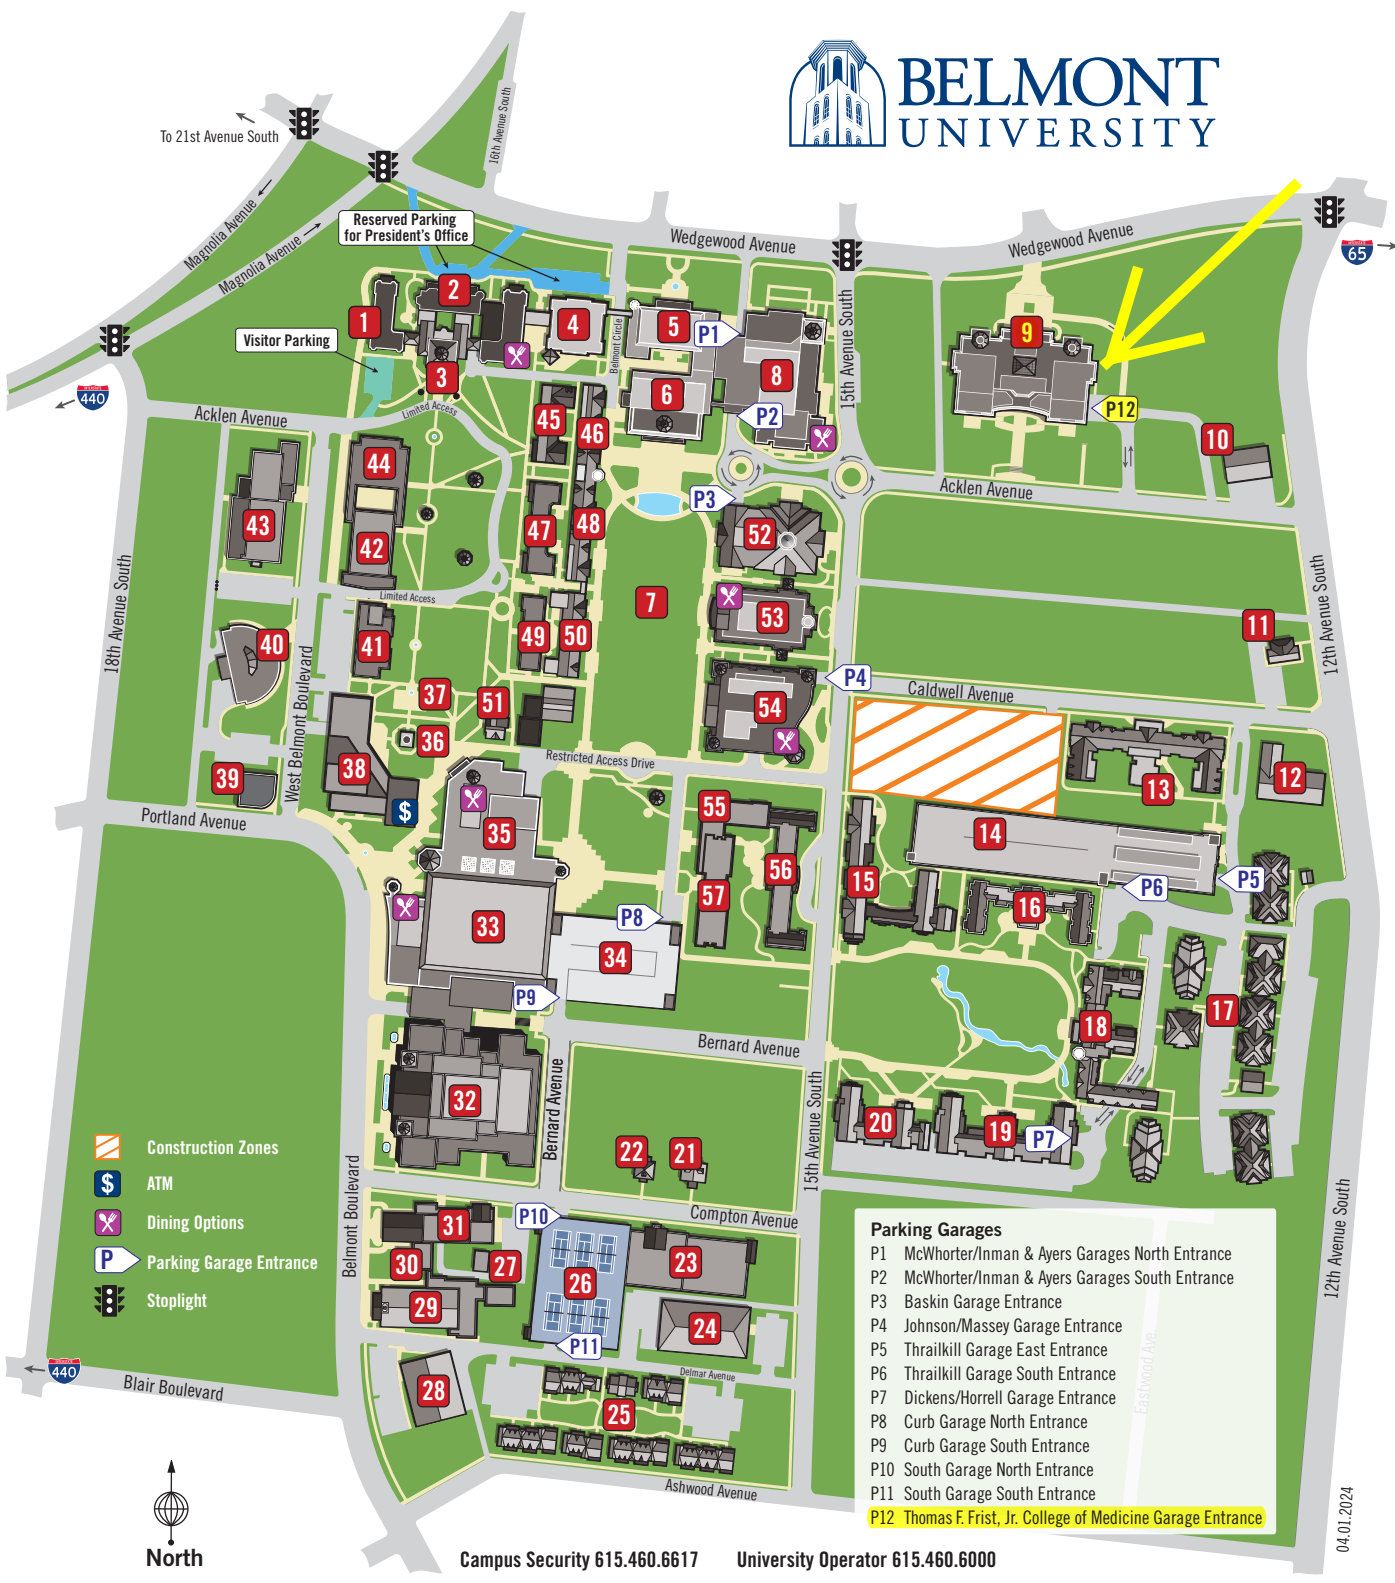 BELMONT
UNIVERSITY
To 21st Avenue South
16th Avenue South
Magnolia Avenue
Magnolia Avenue
Reserved Parking
for President's Office
Wedgewood Avenue
Wedgewood Avenue
65
Visitor Parking
440
1
2
3
4
5
P1
6
8
P2
9
P12
10
Belmont Circle
15th Avenue South
Acklen Avenue
Limited Access
45
46
44
43
42
47
48
P3
52
Acklen Avenue
18th Avenue South
Limited Access
7
53
12th Avenue South
11
40
41
49
50
West Belmont Boulevard
37
51
36
54
P4
Caldwell Avenue
38
39
$
Restricted Access Drive
13
12
Portland Avenue
35
55
56
57
14
15
P5
P6
16
33
P8
34
P9
17
18
Bernard Avenue
Bernard Avenue
32
15th Avenue South
20
19
P7
22
21
Construction Zones
$ ATM
Dining Options
P Parking Garage Entrance
Stoplight
Belmont Boulevard
31
P10
Compton Avenue
30
27
26
23
29
24
P11
Delmar Avenue
28
25
440
Blair Boulevard
Ashwood Avenue
12th Avenue South
Eastwood Ave.
Parking Garages
P1 McWhorter/Inman & Ayers Garages North Entrance
P2 McWhorter/Inman & Ayers Garages South Entrance
P3 Baskin Garage Entrance
P4 Johnson/Massey Garage Entrance
P5 Thrailkill Garage East Entrance
P6 Thrailkill Garage South Entrance
P7 Dickens/Horrell Garage Entrance
P8 Curb Garage North Entrance
P9 Curb Garage South Entrance
P10 South Garage North Entrance
P11 South Garage South Entrance
P12 Thomas F. Frist, Jr. College of Medicine Garage Entrance
04.01.2024
North
Campus Security 615.460.6617 University Operator 615.460.6000